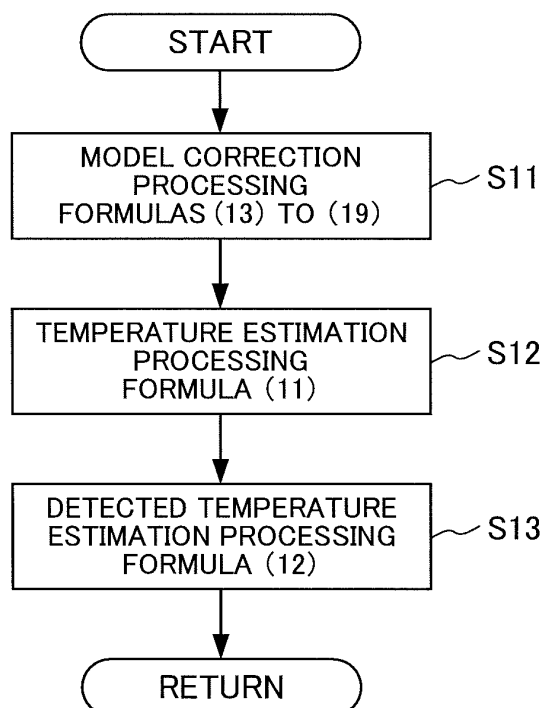 START
MODEL CORRECTION
PROCESSING
FORMULAS (13) TO (19)
S11
TEMPERATURE ESTIMATION
PROCESSING
FORMULA (11)
S12
DETECTED TEMPERATURE
ESTIMATION PROCESSING
FORMULA (12)
S13
RETURN